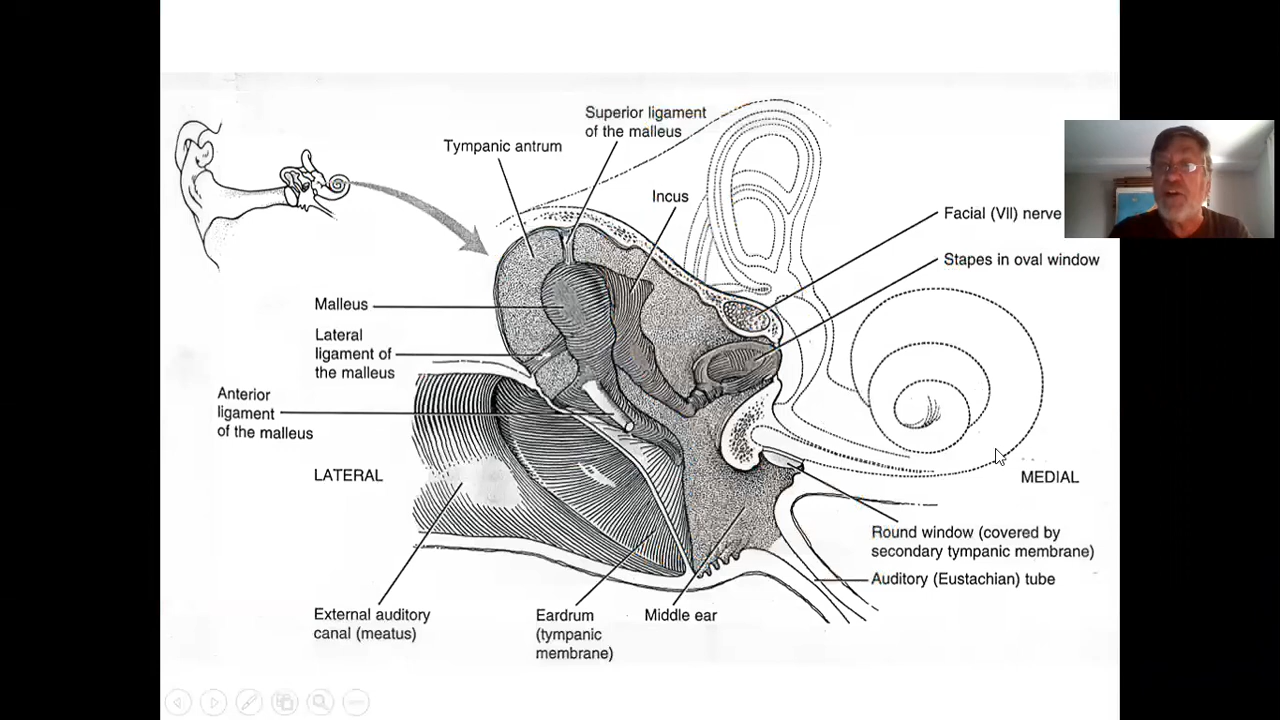 Superior ligament
of the malleus
Tympanic antrum
Incus
Facial (VII) nerve
Stapes in oval window
Malleus
Lateral
ligament of
the malleus
Anterior
ligament
of the malleus
LATERAL
MEDIAL
Round window (covered by
secondary tympanic membrane)
Auditory (Eustachian) tube
External auditory
canal (meatus)
Eardrum
(tympanic
membrane)
Middle ear